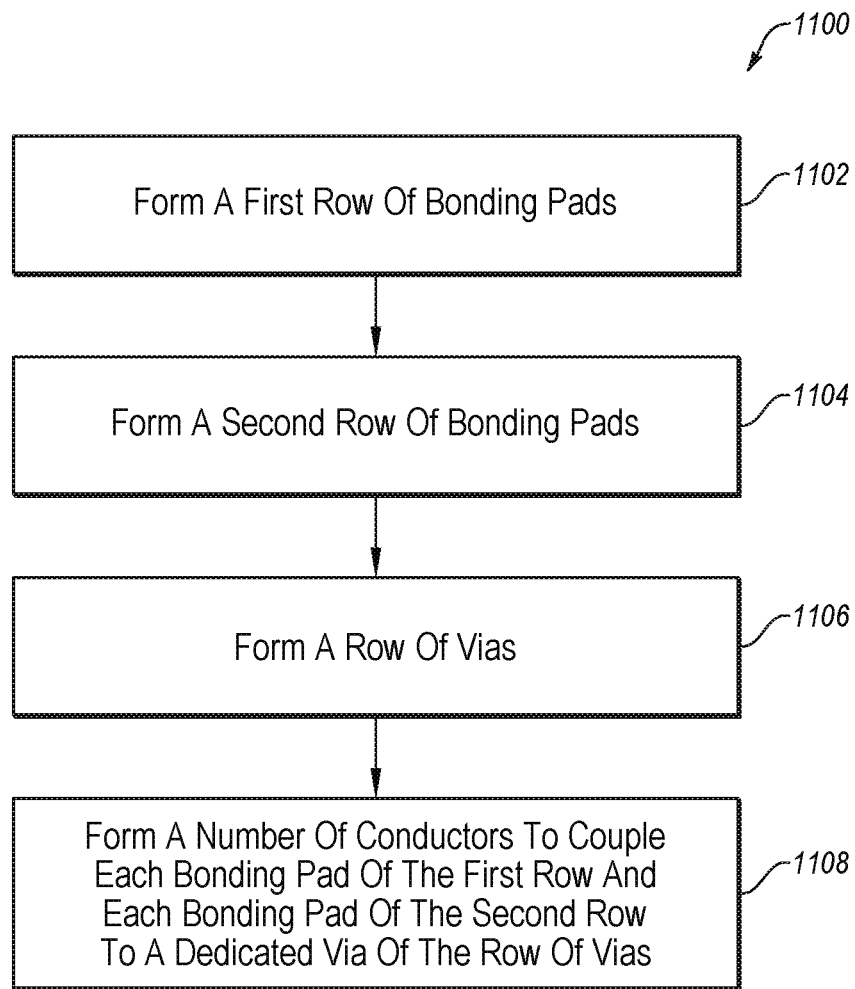 1100
1102
Form A First Row Of Bonding Pads
1104
Form A Second Row Of Bonding Pads
1106
Form A Row Of Vias
Form A Number Of Conductors To Couple
Each Bonding Pad Of The First Row And
1108
Each Bonding Pad Of The Second Row
To A Dedicated Via Of The Row Of Vias